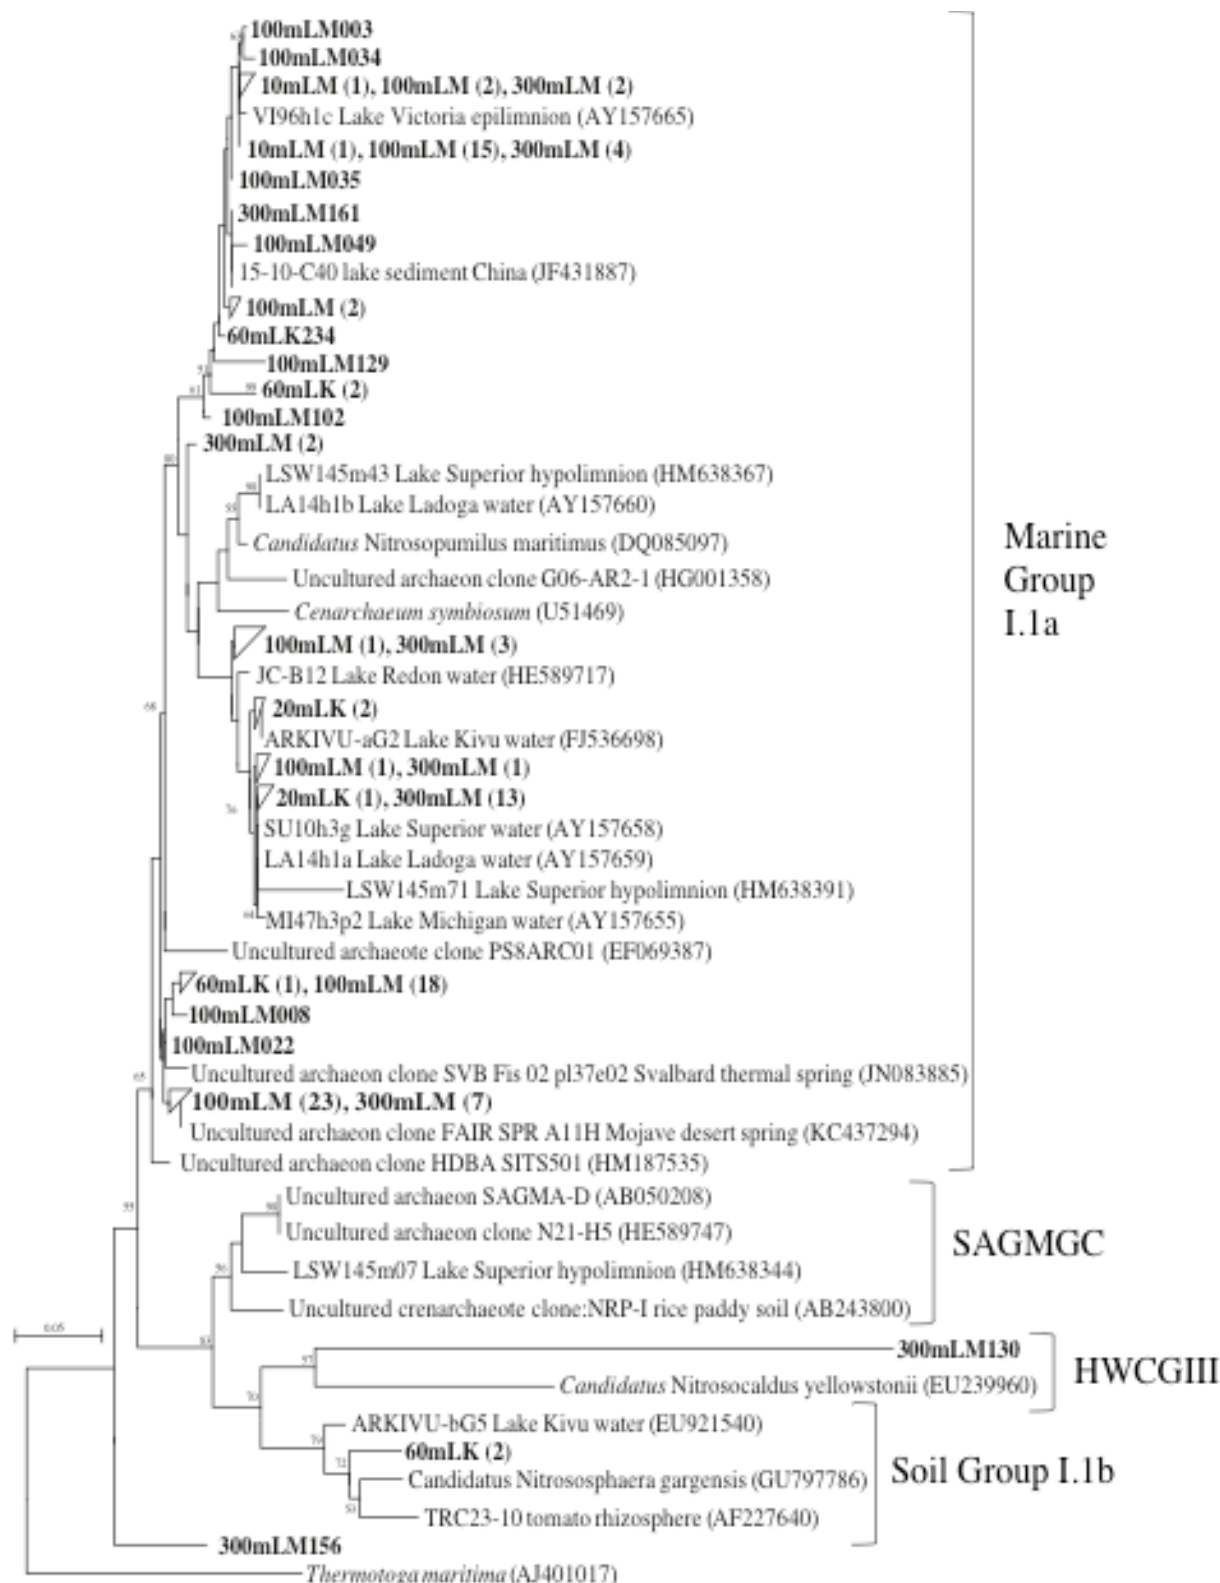 100mLM003
100mLM034
10mLM (1), 100mLM (2), 300mLM (2)
VI96h1c Lake Victoria epilimnion (AY157665)
10mLM (1), 100mLM (15), 300mLM (4)
100mLM035
300mLM161
100mLM049
15-10-C40 lake sediment China (JF431887)
100mLM (2)
60mLK234
100mLM129
60mLK (2)
100mLM102
300mLM (2)
LSW145m43 Lake Superior hypolimnion (HM638367)
LA14h1b Lake Ladoga water (AY157660)
Candidatus Nitrosopumilus maritimus (DQ085097)
Uncultured archaeon clone G06-AR2-1 (HG001358)
Cenarchaeum symbiosum (U51469)
100mLM (1), 300mLM (3)
JC-B12 Lake Redon water (HE589717)
20mLK (2)
ARKIVU-aG2 Lake Kivu water (FJ536698)
100mLM (1), 300mLM (1)
20mLK (1), 300mLM (13)
SU10h3g Lake Superior water (AY157658)
LA14h1a Lake Ladoga water (AY157659)
LSW145m71 Lake Superior hypolimnion (HM638391)
MI47h3p2 Lake Michigan water (AY157655)
Uncultured archaeote clone PS8ARC01 (EF069387)
60mLK (1), 100mLM (18)
100mLM008
100mLM022
Uncultured archaeon clone SVB Fis 02 pl37e02 Svalbard thermal spring (JN083885)
100mLM (23), 300mLM (7)
Uncultured archaeon clone FAIR SPR A11H Mojave desert spring (KC437294)
Uncultured archaeon clone HDBA SITS501 (HM187535)
Marine
Group
I.1a
Uncultured archaeon SAGMA-D (AB050208)
Uncultured archaeon clone N21-H5 (HE589747)
LSW145m07 Lake Superior hypolimnion (HM638344)
Uncultured crenarchaeote clone:NRP-I rice paddy soil (AB243800)
SAGMGC
0.05
300mLM130
Candidatus Nitrosocaldus yellowstonii (EU239960)
HWCGIII
ARKIVU-bG5 Lake Kivu water (EU921540)
60mLK (2)
Candidatus Nitrososphaera gargensis (GU797786)
TRC23-10 tomato rhizosphere (AF227640)
Soil Group I.1b
300mLM156
Thermotoga maritima (AJ401017)
68
65
70
79